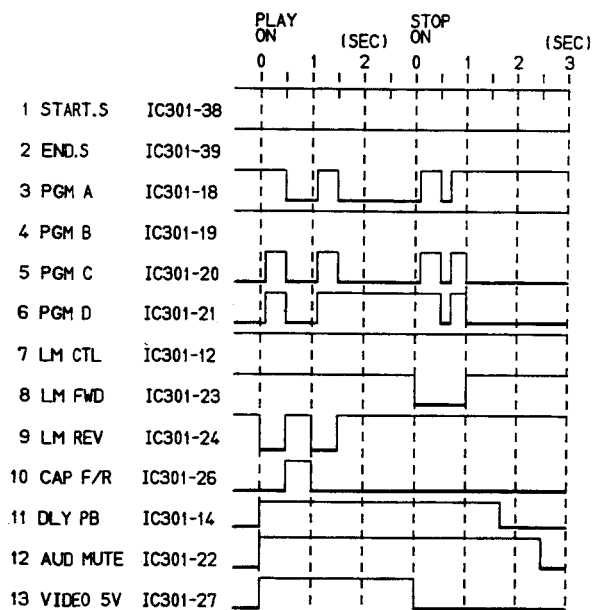 PLAY STOP
ON (SEC) ON (SEC)
0 1 2 0 1 2 3
1 START.S IC301-38
2 END.S IC301-39
3 PGM A IC301-18
4 PGM B IC301-19
5 PGM C IC301-20
6 PGM D IC301-21
7 LM CTL IC301-12
8 LM FWD IC301-23
9 LM REV IC301-24
10 CAP F/R IC301-26
11 DLY PB IC301-14
12 AUD MUTE IC301-22
13 VIDEO 5V IC301-27